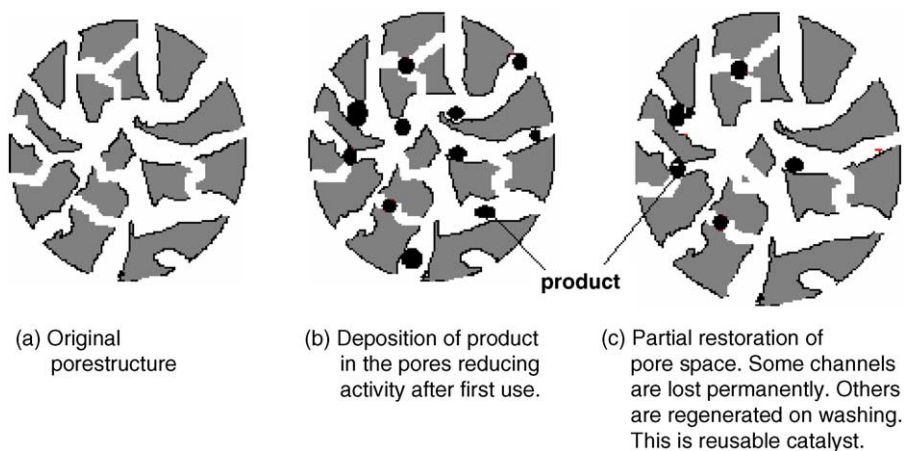 product
(a) Original
porestructure
(b) Deposition of product
in the pores reducing
activity after first use.
(c) Partial restoration of
pore space. Some channels
are lost permanently. Others
are regenerated on washing.
This is reusable catalyst.